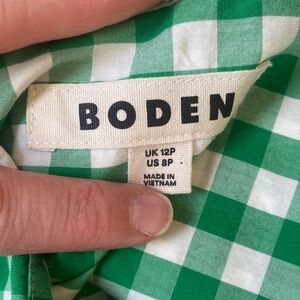 BODEN
UK 12P
US 8P
MADE IN
VIETNAM